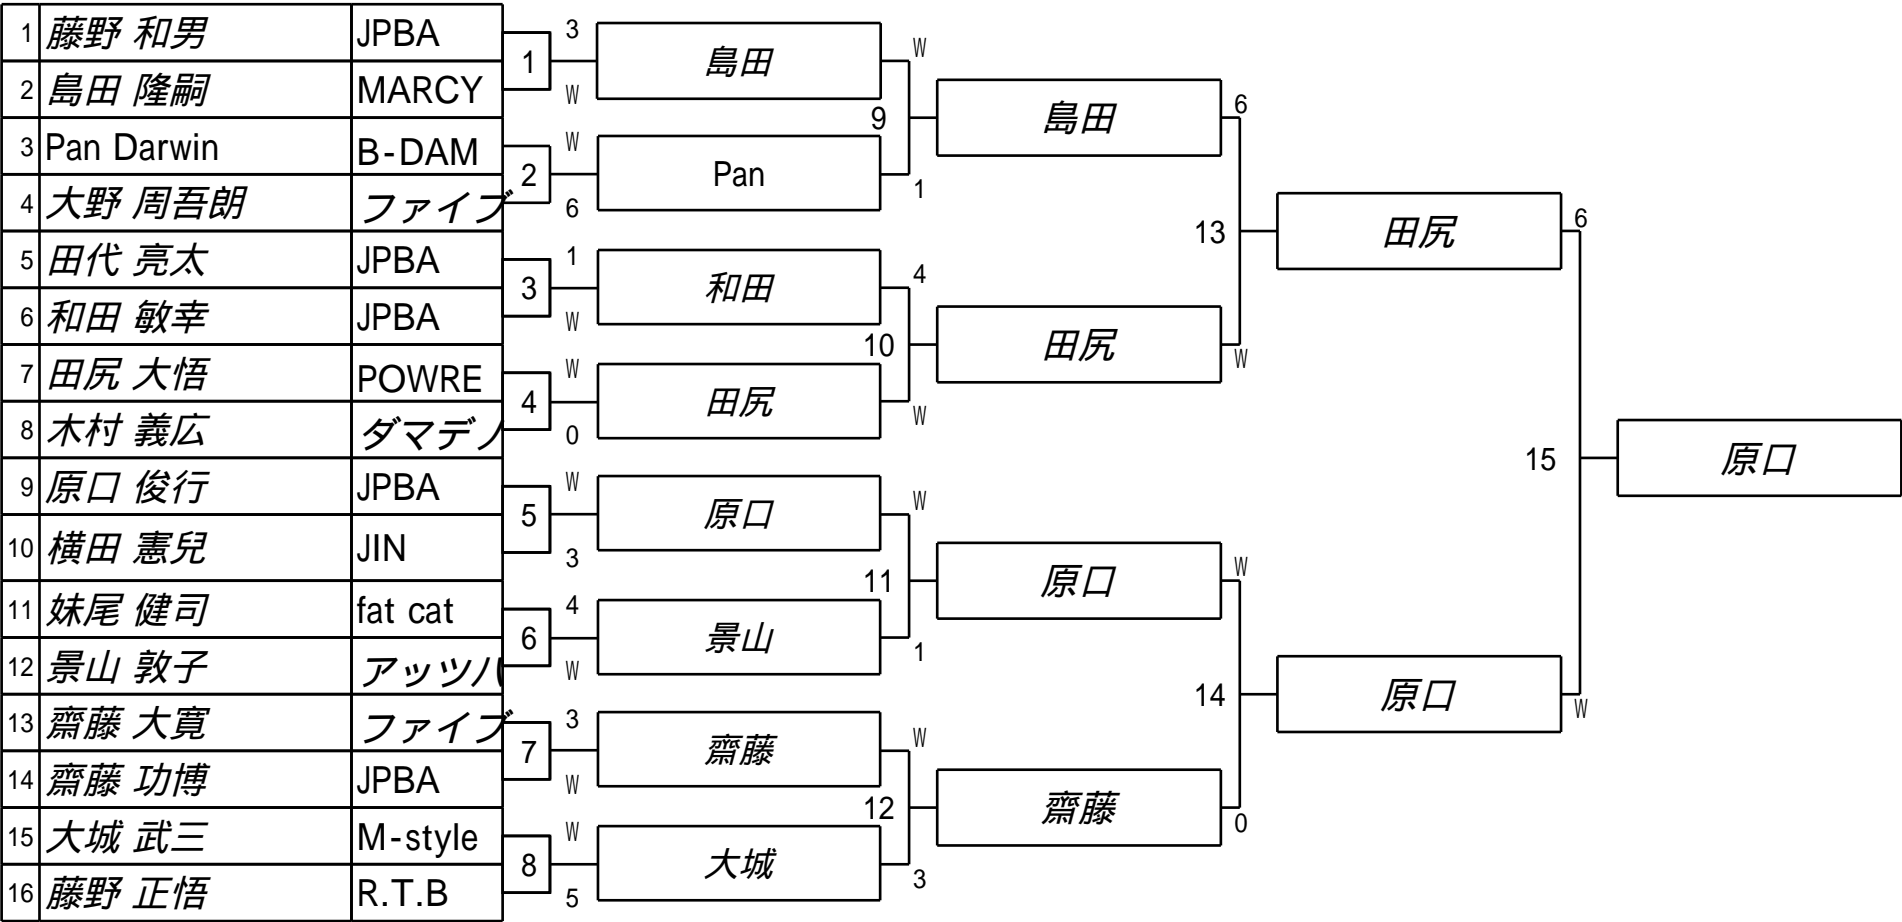 1 藤野 和男 JPBA
2 島田 隆嗣 MARCY
3 Pan Darwin B-DAM
4 大野 周吾朗 ファイブ
5 田代 亮太 JPBA
6 和田 敏幸 JPBA
7 田尻 大悟 POWRE
8 木村 義広 ダマデノ
9 原口 俊行 JPBA
10 横田 憲兒 JIN
11 妹尾 健司 fat cat
12 景山 敦子 アッツハ
13 齋藤 大寛 ファイブ
14 齋藤 功博 JPBA
15 大城 武三 M-style
16 藤野 正悟 R.T.B
1 3 W
2 W 6
3 1 W
4 W 0
5 W 3
6 4 W
7 3 W
8 W 5
島田
Pan
和田
田尻
原口
景山
齋藤
大城
9 W 1
10 4 W
11 W 1
12 W 3
島田
田尻
原口
齋藤
13 6 W
14 W 0
田尻
原口
15 6 W
原口